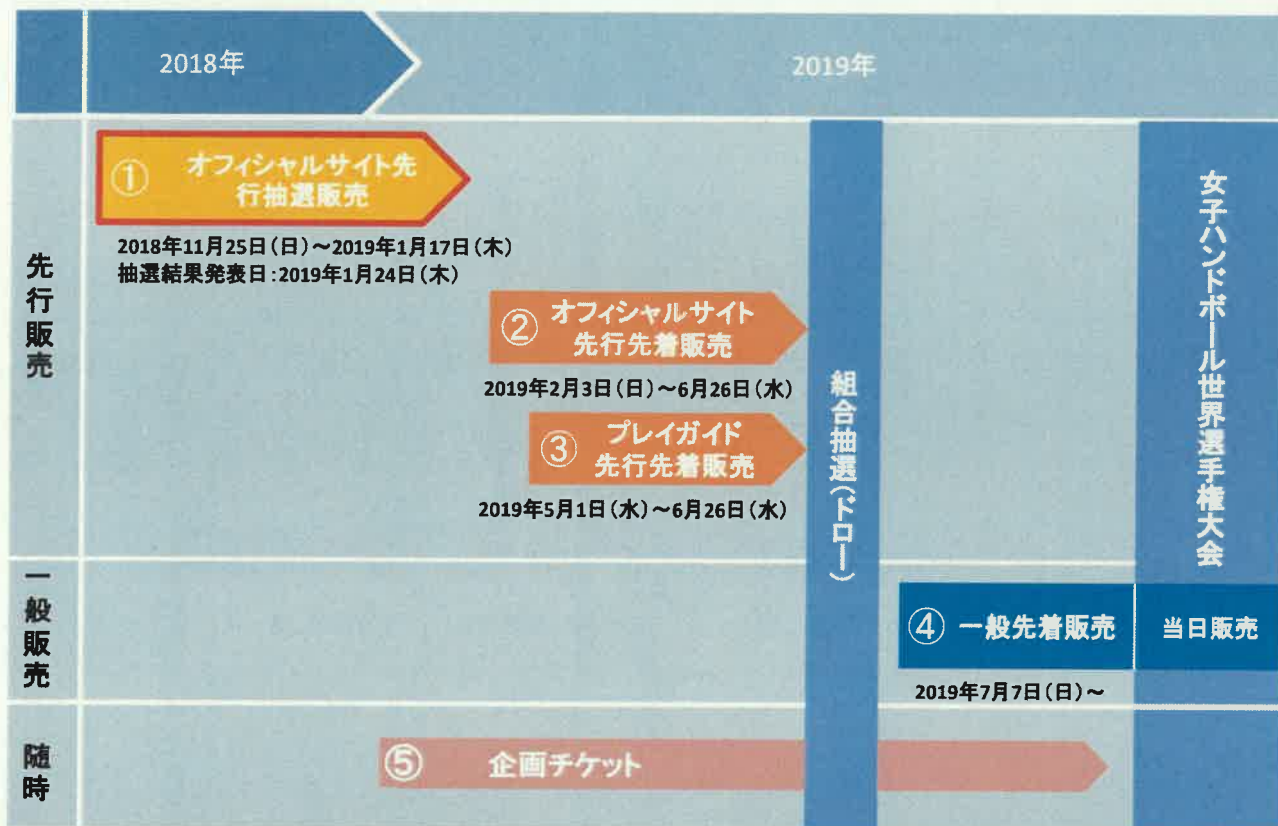 2018年
2019年
先行販売
① オフィシャルサイト先
行抽選販売
2018年11月25日(日)～2019年1月17日(木)
抽選結果発表日:2019年1月24日(木)
② オフィシャルサイト
先行先着販売
2019年2月3日(日)～6月26日(水)
③ プレイガイド
先行先着販売
2019年5月1日(水)～6月26日(水)
組合抽選(ドロー)
女子ハンドボール世界選手権大会
一般販売
④ 一般先着販売
当日販売
2019年7月7日(日)～
随時
⑤ 企画チケット